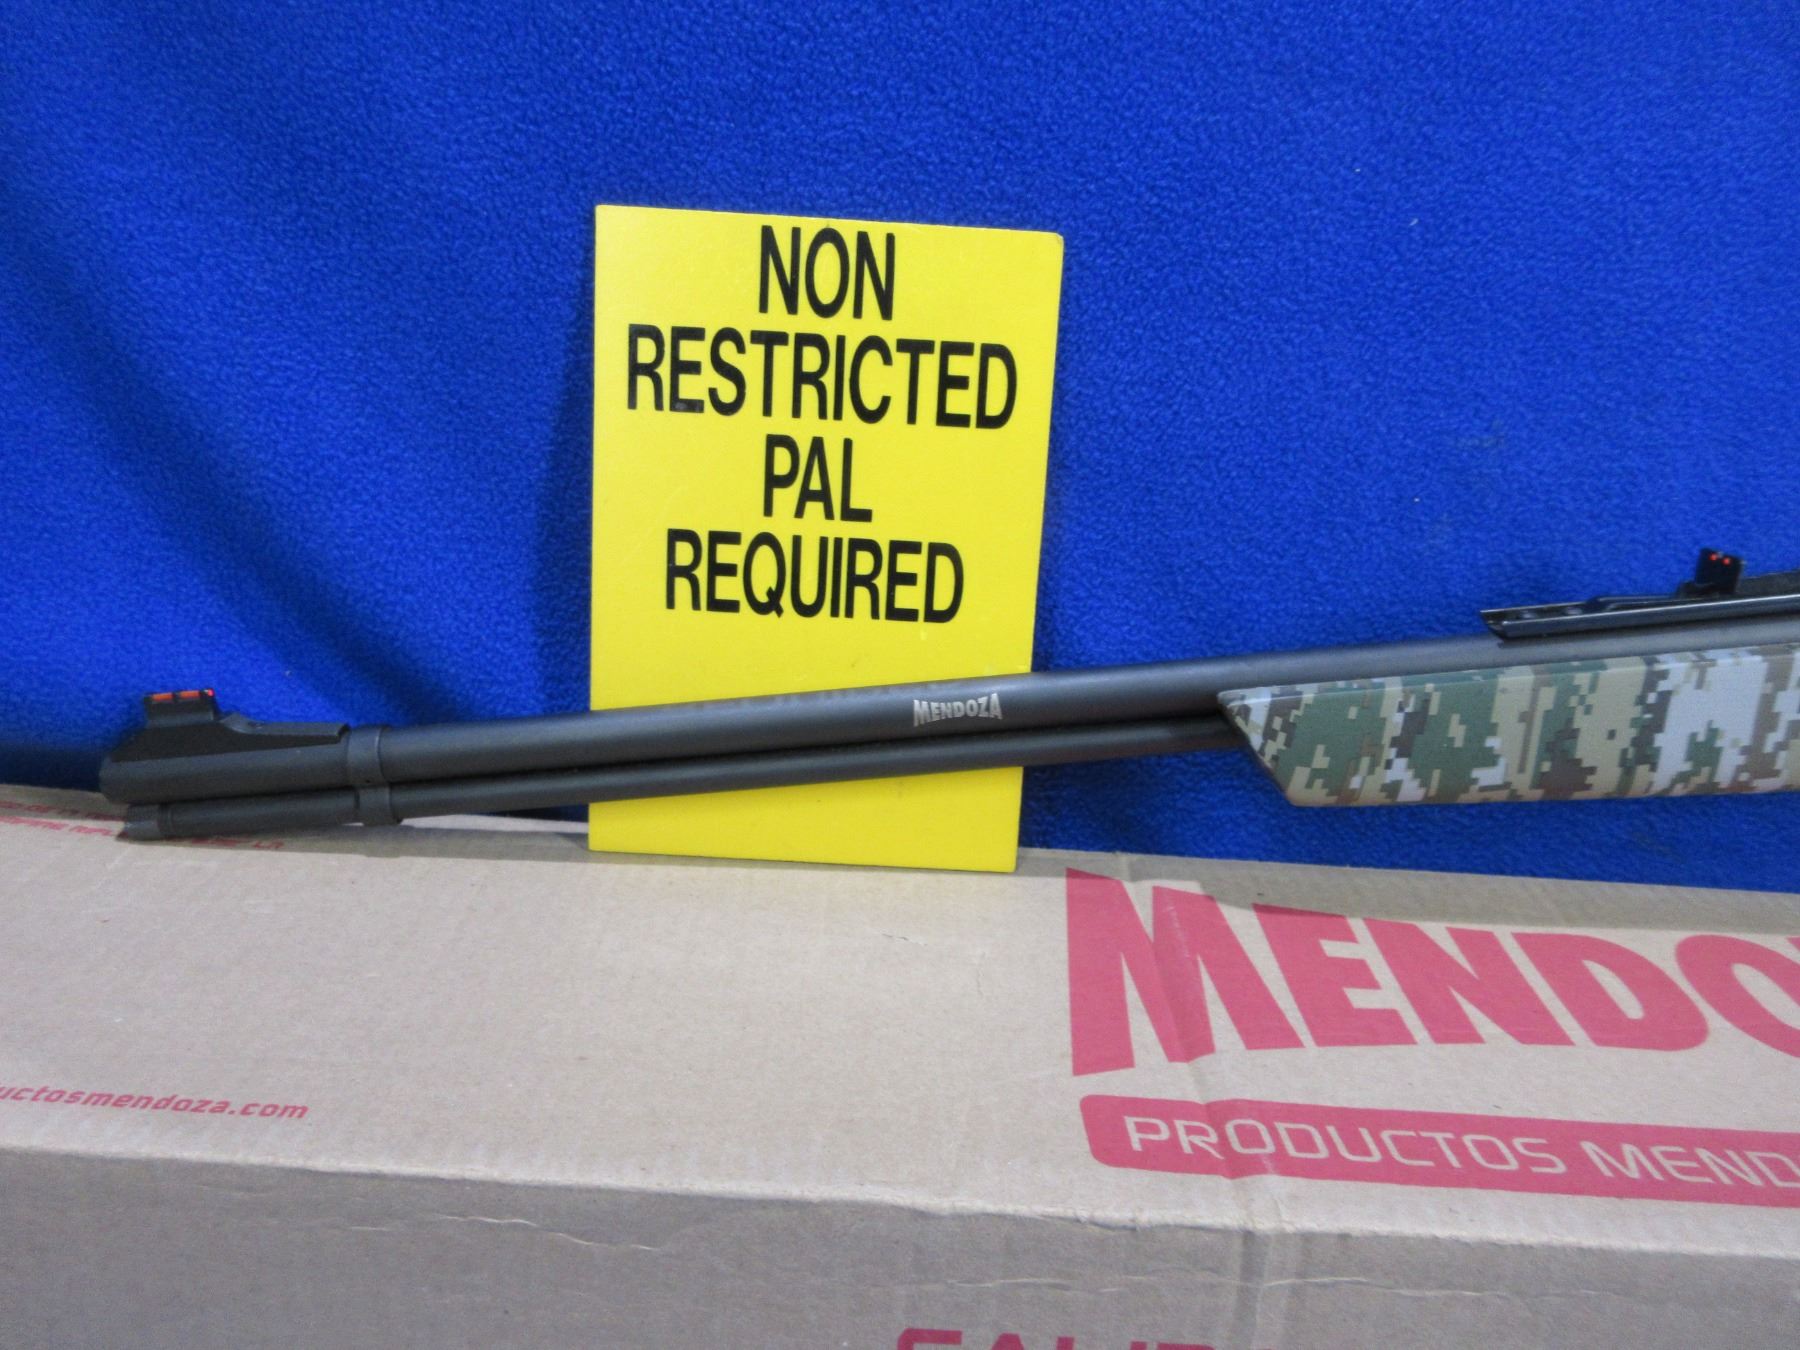 NON
RESTRICTED
PAL
REQUIRED
MENDOZA
MENDO
PRODUCTOS MEND
uctosmendoza.com